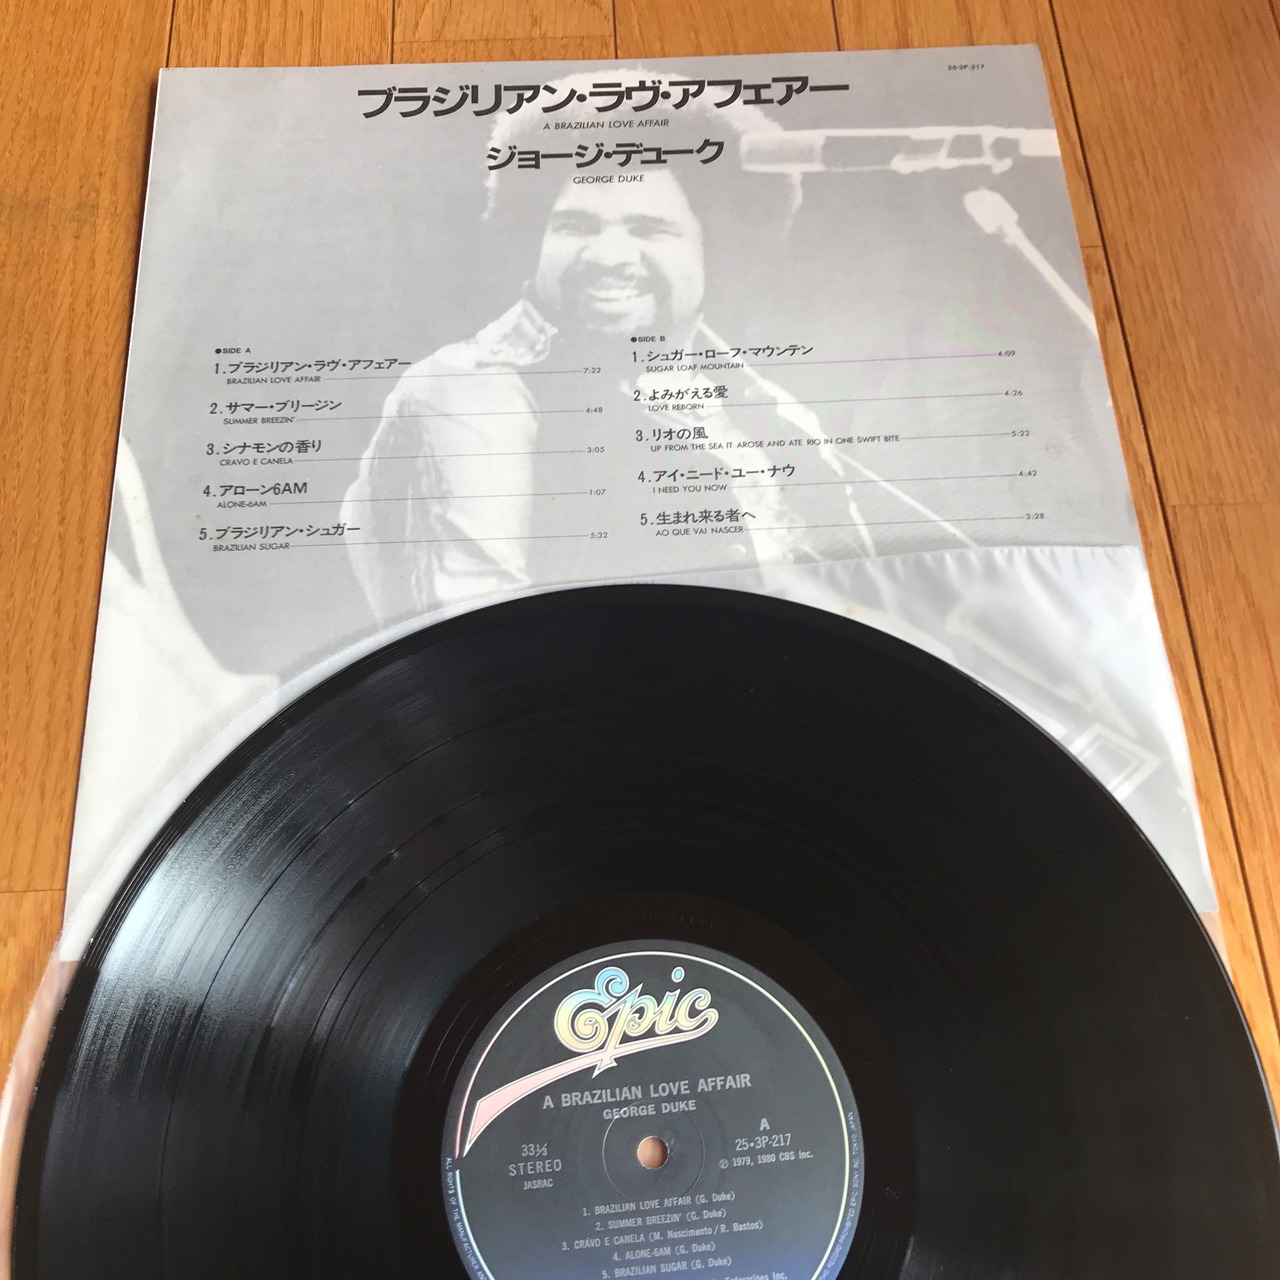 25·3P-217
ブラジリアン・ラヴ・アフェアー
A BRAZILIAN LOVE AFFAIR
ジョージ・デューク
GEORGE DUKE
●SIDE A
1.ブラジリアン・ラヴ・アフェアー
BRAZILIAN LOVE AFFAIR 7:22
2.サマー・ブリージン
SUMMER BREEZIN' 4:48
3.シナモンの香り
CRAVO E CANELA 3:05
4.アローン6AM
ALONE-6AM 1:07
5.ブラジリアン・シュガー
BRAZILIAN SUGAR 5:32
●SIDE B
1.シュガー・ローフ・マウンテン
SUGAR LOAF MOUNTAIN 4:09
2.よみがえる愛
LOVE REBORN 4:26
3.リオの風
UP FROM THE SEA IT AROSE AND ATE RIO IN ONE SWIFT BITE 5:22
4.アイ・ニード・ユー・ナウ
I NEED YOU NOW 4:42
5.生まれ来る者へ
AO QUE VAI NASCER 3:28
Epic
A BRAZILIAN LOVE AFFAIR
GEORGE DUKE
33⅓
STEREO
JASRAC
A
25·3P-217
℗ 1979, 1980 CBS Inc.
1. BRAZILIAN LOVE AFFAIR (G. Duke)
2. SUMMER BREEZIN' (G. Duke)
3. CRAVO E CANELA (M. Nascimento/R. Bastos)
4. ALONE-6AM (G. Duke)
5. BRAZILIAN SUGAR (G. Duke)
Enterprises Inc.
ALL RIGHTS OF THE MANUFACTURER AN